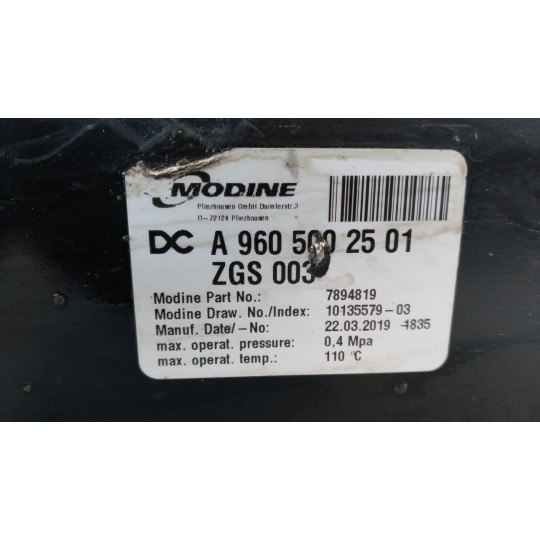 MODINE
Pliezhausen GmbH Daimlerstr.3
D-72124 Pliezhausen
DC A 960 500 25 01
ZGS 003
Modine Part No.: 7894819
Modine Draw. No./Index: 10135579-03
Manuf. Date/-No: 22.03.2019 -1835
max. operat. pressure: 0,4 Mpa
max. operat. temp.: 110 °C